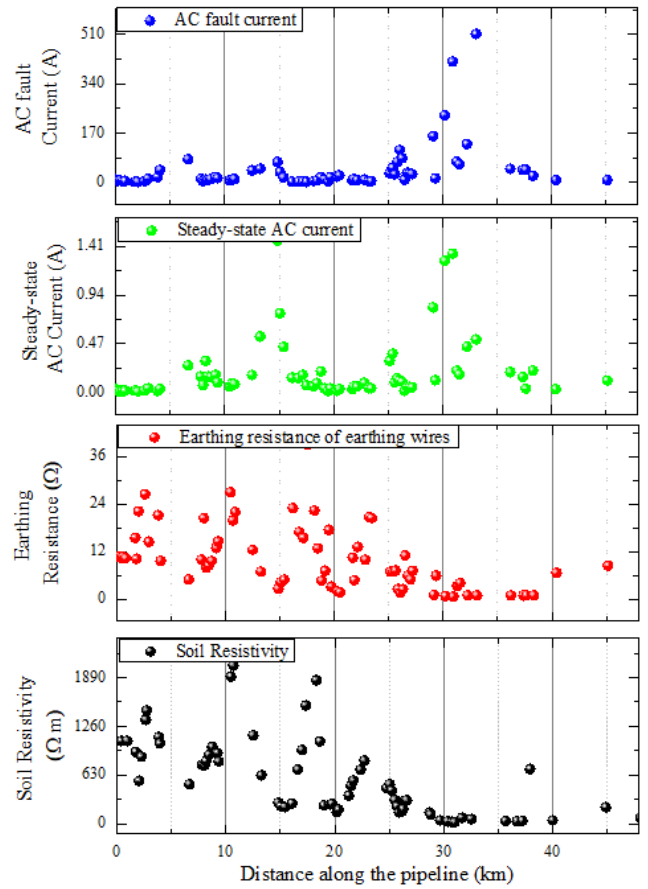 AC fault current
510
340
170
0
AC fault
Current (A)
Steady-state AC current
1.41
0.94
0.47
0.00
Steady-state
AC Current (A)
Earthing resistance of earthing wires
36
24
12
0
Earthing
Resistance (Ω)
Soil Resistivity
1890
1260
630
0
Soil Resistivity
(Ω m)
0 10 20 30 40
Distance along the pipeline (km)